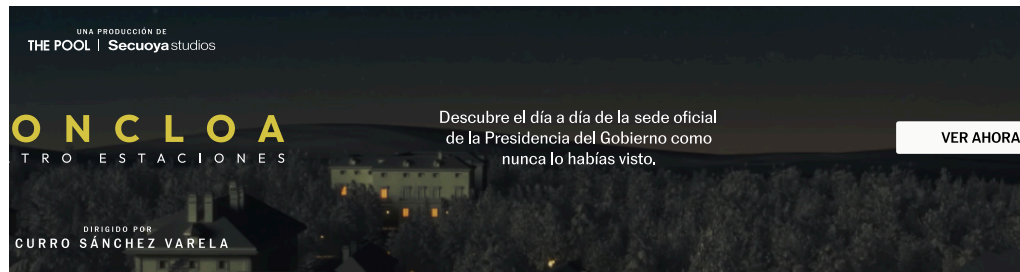 UNA PRODUCCIÓN DE
THE POOL | Secuoya studios
ONCLOA
TRO ESTACIONES
DIRIGIDO POR
CURRO SÁNCHEZ VARELA
Descubre el día a día de la sede oficial
de la Presidencia del Gobierno como
nunca lo habías visto.
VER AHORA